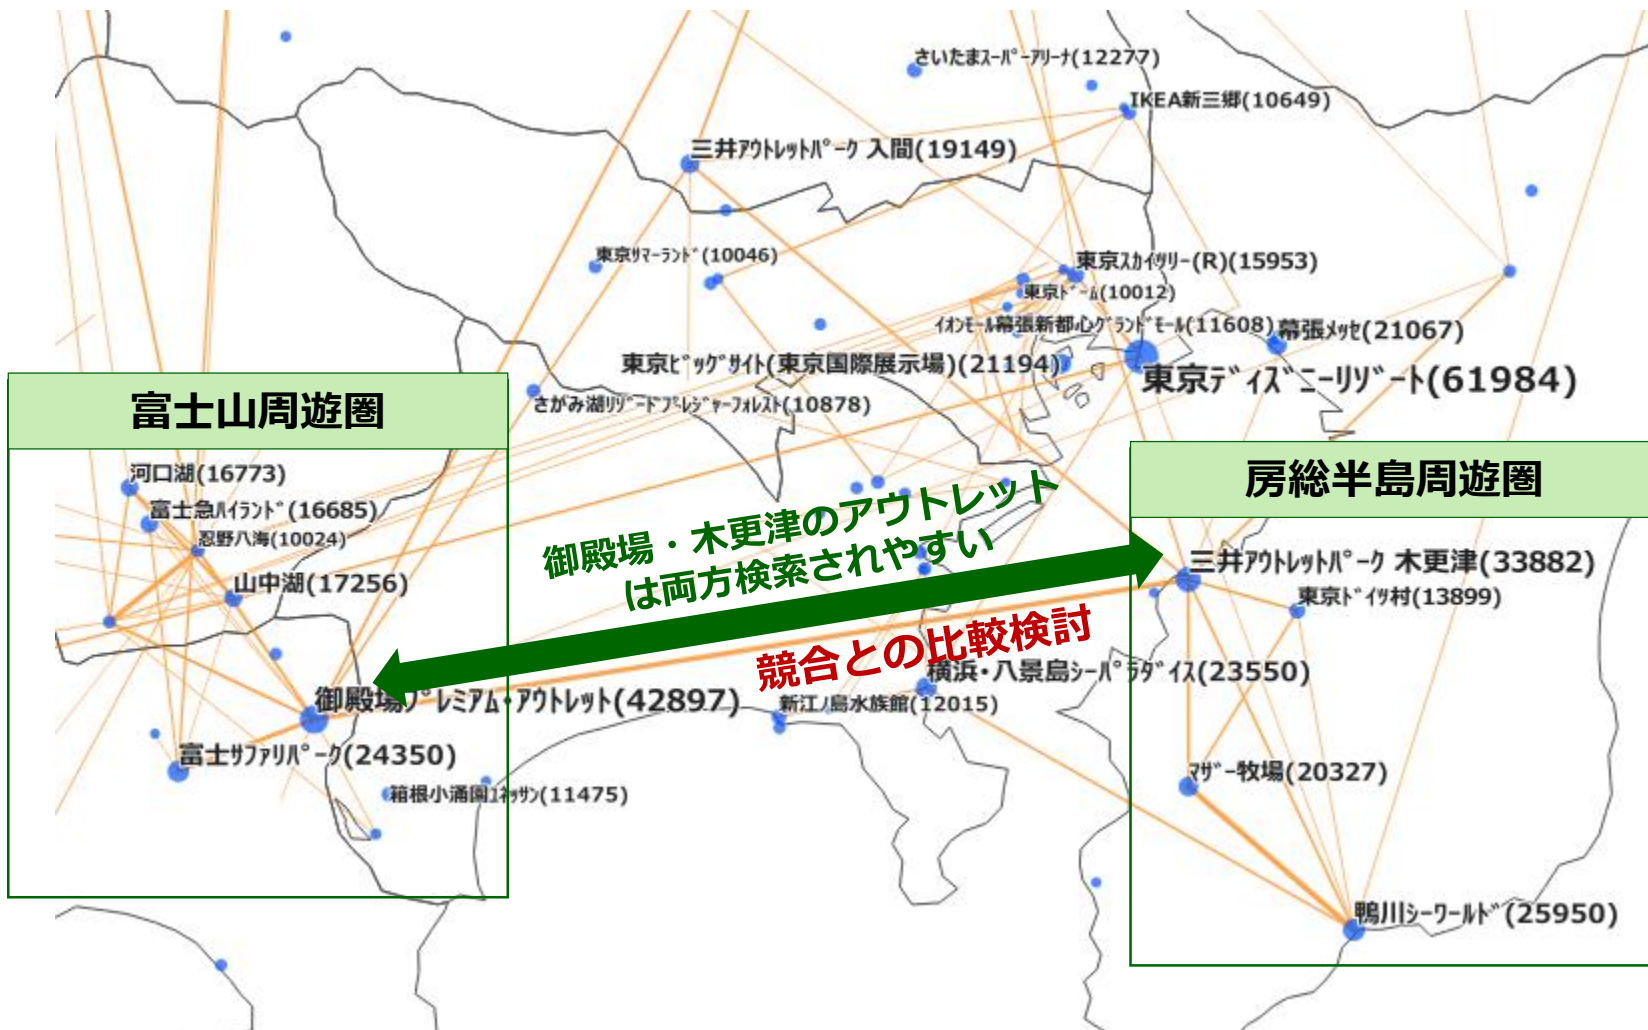 さいたまｽｰﾊﾟｰｱﾘｰﾅ(12277)
IKEA新三郷(10649)
三井ｱｳﾄﾚｯﾄﾊﾟｰｸ 入間(19149)
東京ｻﾏｰﾗﾝﾄﾞ(10046)
東京ｽｶｲﾂﾘｰ(R)(15953)
東京ﾄﾞｰﾑ(10012)
ｲｵﾝﾓｰﾙ幕張新都心ｸﾞﾗﾝﾄﾞﾓｰﾙ(11608)
幕張ﾒｯｾ(21067)
東京ﾋﾞｯｸﾞｻｲﾄ(東京国際展示場)(21194)
東京ﾃﾞｨｽﾞﾆｰﾘｿﾞｰﾄ(61984)
さがみ湖ﾘｿﾞｰﾄﾞﾌﾟﾚｼﾞｬｰﾌｫﾚｽﾄ(10878)
富士山周遊圏
河口湖(16773)
富士急ﾊｲﾗﾝﾄﾞ(16685)
忍野八海(10024)
山中湖(17256)
御殿場ﾌﾟﾚﾐｱﾑ･ｱｳﾄﾚｯﾄ(42897)
富士ｻﾌｧﾘﾊﾟｰｸ(24350)
箱根小涌園ﾕﾈｯｻﾝ(11475)
御殿場・木更津のアウトレット
は両方検索されやすい
競合との比較検討
横浜･八景島ｼｰﾊﾟﾗﾀﾞｲｽ(23550)
新江ﾉ島水族館(12015)
房総半島周遊圏
三井ｱｳﾄﾚｯﾄﾊﾟｰｸ 木更津(33882)
東京ﾄﾞｲﾂ村(13899)
ﾏｻﾞｰ牧場(20327)
鴨川ｼｰﾜｰﾙﾄﾞ(25950)